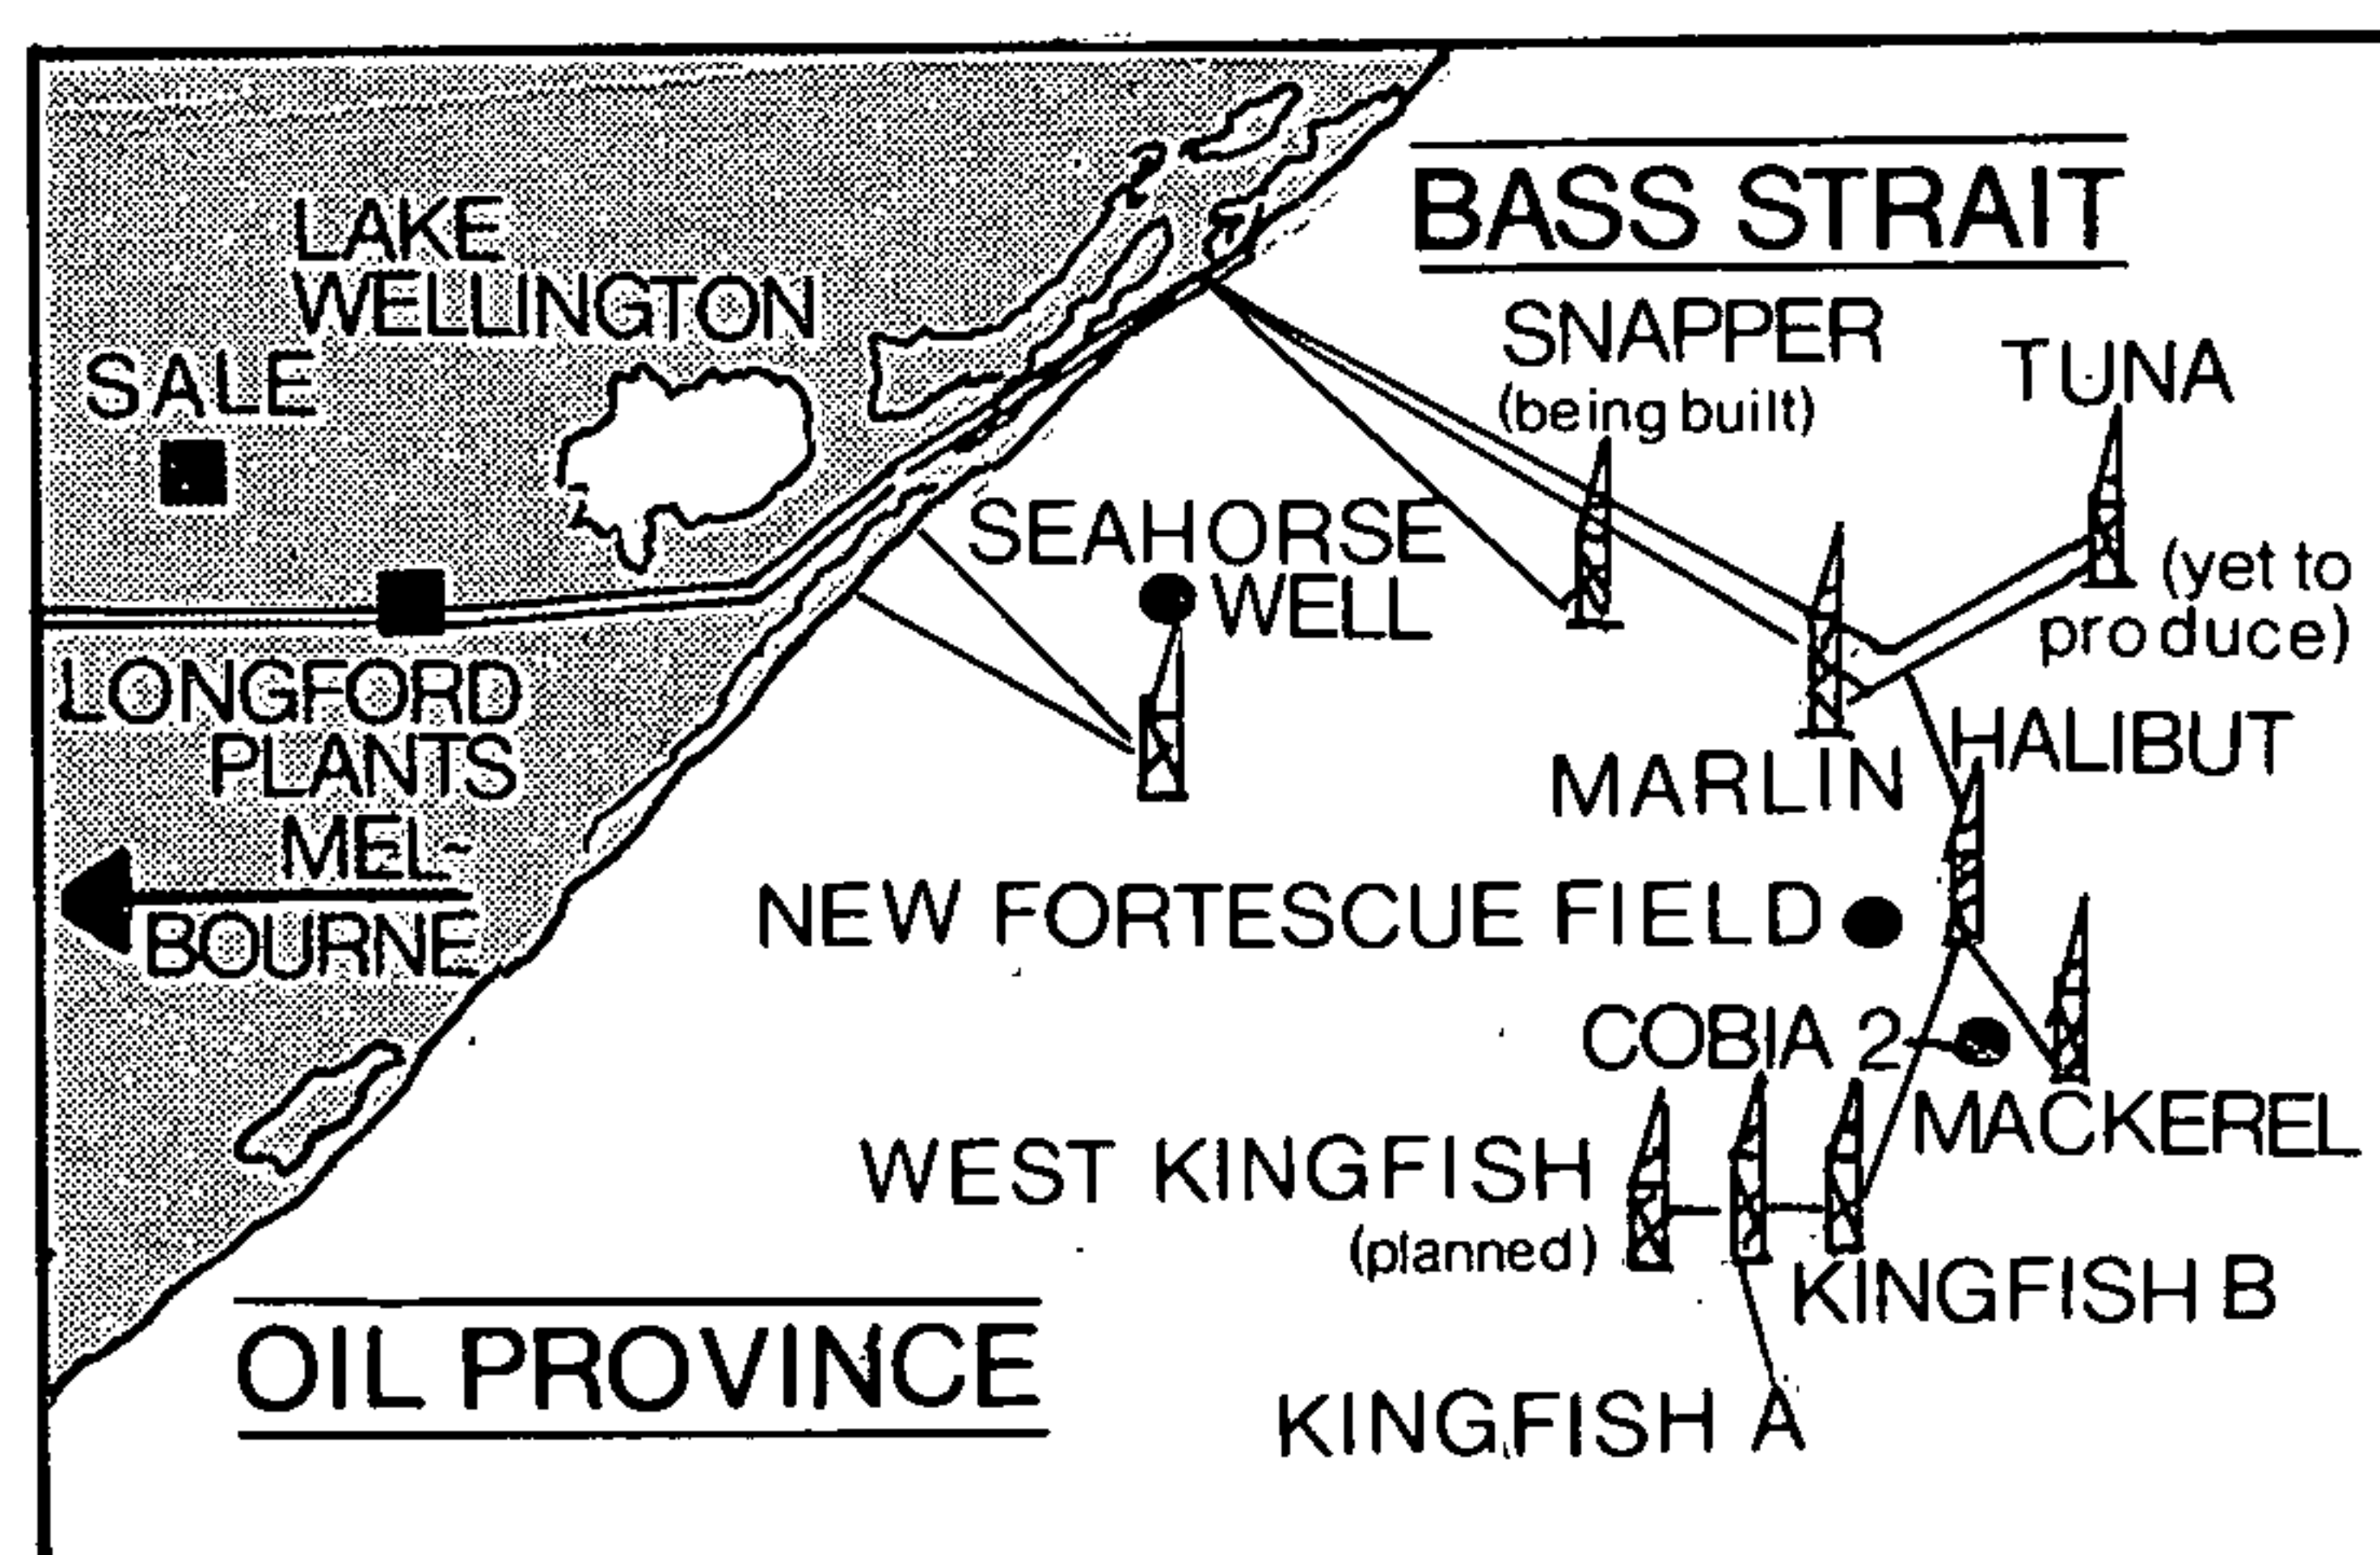 BASS STRAIT
LAKE
WELLINGTON
SALE
SNAPPER
(being built)
TUNA
(yet to
produce)
SEAHORSE
WELL
LONGFORD
PLANTS
MEL-
BOURNE
MARLIN
HALIBUT
NEW FORTESCUE FIELD
COBIA 2
MACKEREL
WEST KINGFISH
(planned)
KINGFISH B
KINGFISH A
OIL PROVINCE